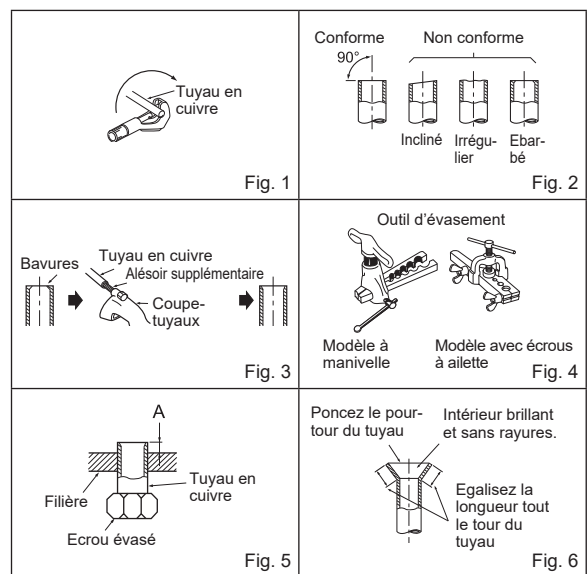 Tuyau en
cuivre
Fig. 1
Conforme
Non conforme
90°
Incliné
Irrégu-
lier
Ebar-
bé
Fig. 2
Bavures
Tuyau en cuivre
Alésoir supplémentaire
Coupe-
tuyaux
Fig. 3
Outil d'évasement
Modèle à
manivelle
Modèle avec écrous
à ailette
Fig. 4
A
Filière
Tuyau en
cuivre
Ecrou évasé
Fig. 5
Poncez le pour-
tour du tuyau
Intérieur brillant
et sans rayures.
Egalisez la
longueur tout
le tour du
tuyau
Fig. 6